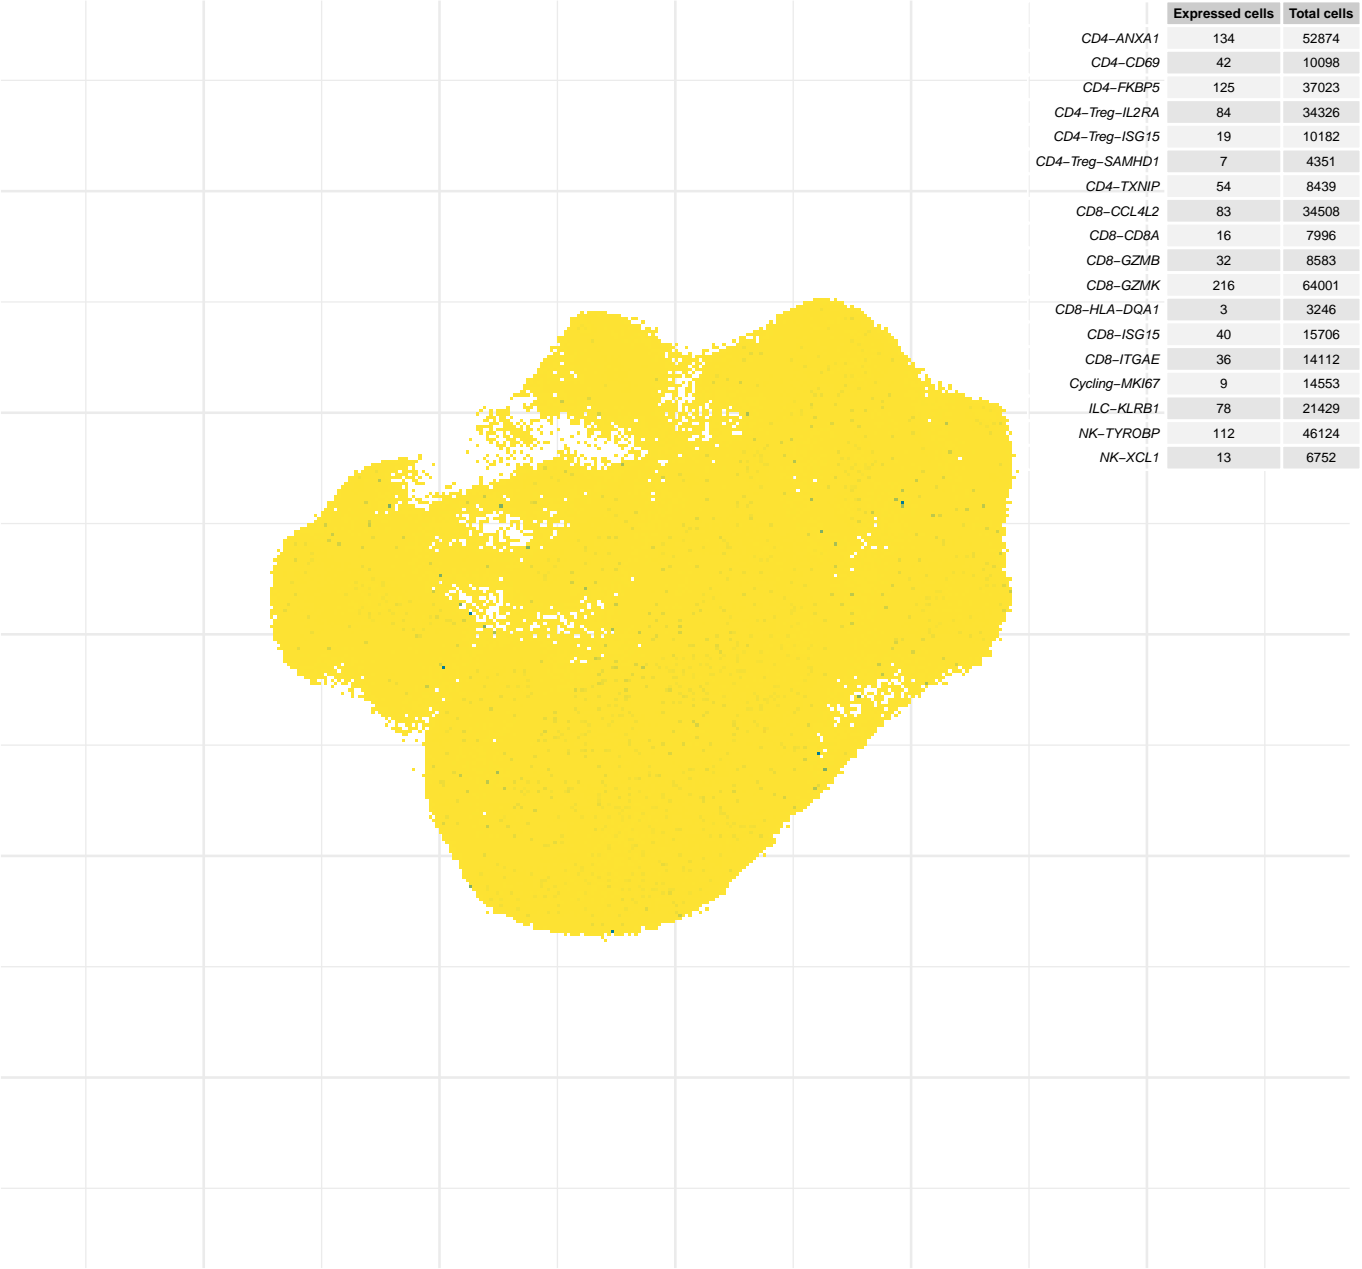 Expressed cells Total cells
CD4−ANXA1 134 52874
CD4−CD69 42 10098
CD4−FKBP5 125 37023
CD4−Treg−IL2RA 84 34326
CD4−Treg−ISG15 19 10182
CD4−Treg−SAMHD1 7 4351
CD4−TXNIP 54 8439
CD8−CCL4L2 83 34508
CD8−CD8A 16 7996
CD8−GZMB 32 8583
CD8−GZMK 216 64001
CD8−HLA−DQA1 3 3246
CD8−ISG15 40 15706
CD8−ITGAE 36 14112
Cycling−MKI67 9 14553
ILC−KLRB1 78 21429
NK−TYROBP 112 46124
NK−XCL1 13 6752